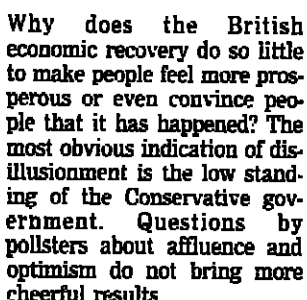 Why does the British
economic recovery do so little
to make people feel more pros-
perous or even convince peo-
ple that it has happened? The
most obvious indication of dis-
illusionment is the low stand-
ing of the Conservative gov-
ernment. Questions by
pollsters about affluence and
optimism do not bring more
cheerful results